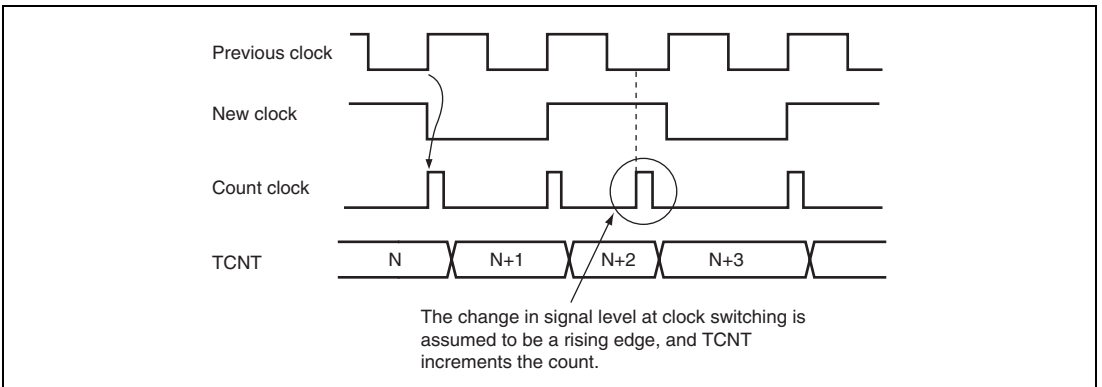 Previous clock
New clock
Count clock
TCNT
N
N+1
N+2
N+3
The change in signal level at clock switching is
assumed to be a rising edge, and TCNT
increments the count.